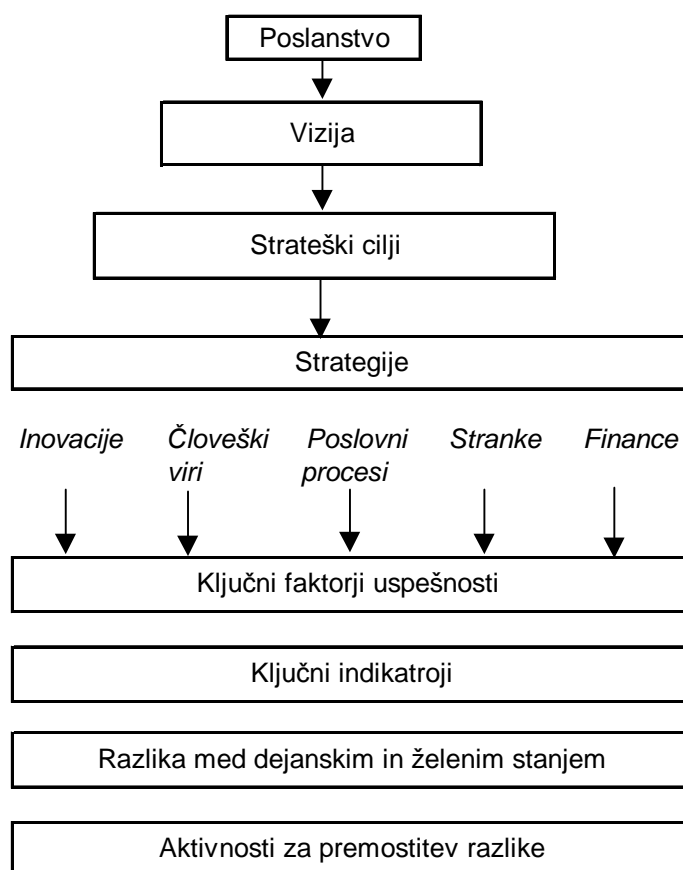 Poslanstvo
Vizija
Strateški cilji
Strategije
Inovacije Človeški Poslovni Stranke Finance
viri procesi
Ključni faktorji uspešnosti
Ključni indikatroji
Razlika med dejanskim in želenim stanjem
Aktivnosti za premostitev razlike